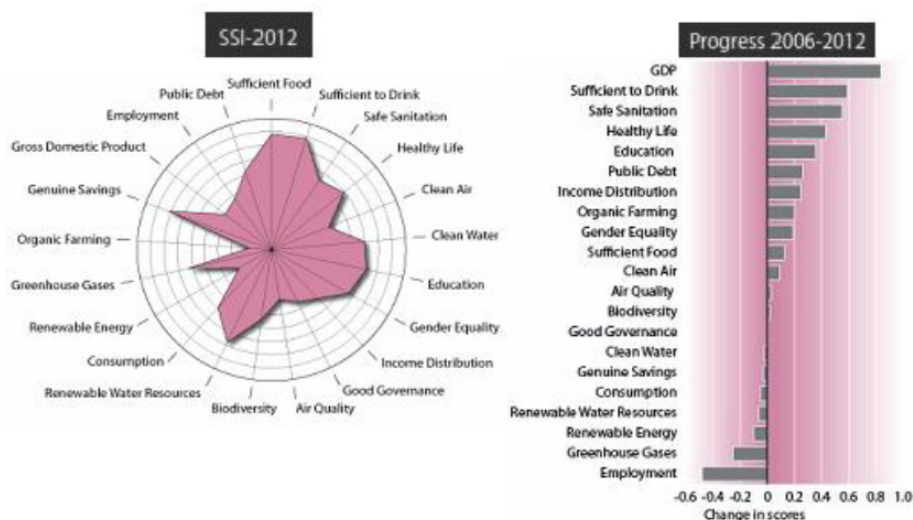 SSI-2012
Sufficient Food
Sufficient to Drink
Safe Sanitation
Healthy Life
Clean Air
Clean Water
Education
Gender Equality
Income Distribution
Good Governance
Air Quality
Biodiversity
Renewable Water Resources
Consumption
Renewable Energy
Greenhouse Gases
Organic Farming
Genuine Savings
Gross Domestic Product
Employment
Public Debt
Progress 2006-2012
GDP
Sufficient to Drink
Safe Sanitation
Healthy Life
Education
Public Debt
Income Distribution
Organic Farming
Gender Equality
Sufficient Food
Clean Air
Air Quality
Biodiversity
Good Governance
Clean Water
Genuine Savings
Consumption
Renewable Water Resources
Renewable Energy
Greenhouse Gases
Employment
-0.6 -0.4 -0.2 0 0.2 0.4 0.6 0.8 1.0
Change in scores